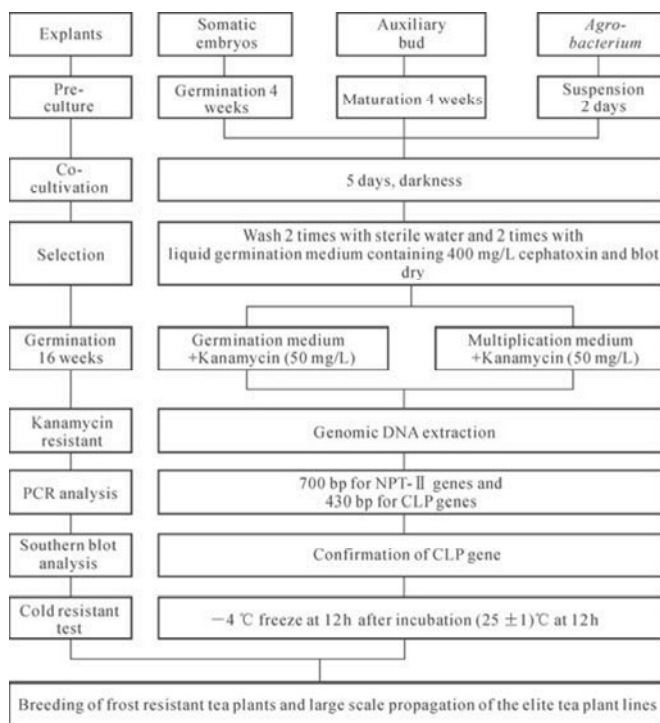 Explants
Somatic
embryos
Auxiliary
bud
Agro-
bacterium
Pre-
culture
Germination 4
weeks
Maturation 4 weeks
Suspension
2 days
Co-
cultivation
5 days, darkness
Selection
Wash 2 times with sterile water and 2 times with
liquid germination medium containing 400 mg/L cephatoxin and blot
dry
Germination
16 weeks
Germination medium
+Kanamycin (50 mg/L)
Multiplication medium
+Kanamycin (50 mg/L)
Kanamycin
resistant
Genomic DNA extraction
PCR analysis
700 bp for NPT-Ⅱ genes and
430 bp for CLP genes
Southern blot
analysis
Confirmation of CLP gene
Cold resistant
test
−4 ℃ freeze at 12h after incubation (25 ±1)℃ at 12h
Breeding of frost resistant tea plants and large scale propagation of the elite tea plant lines